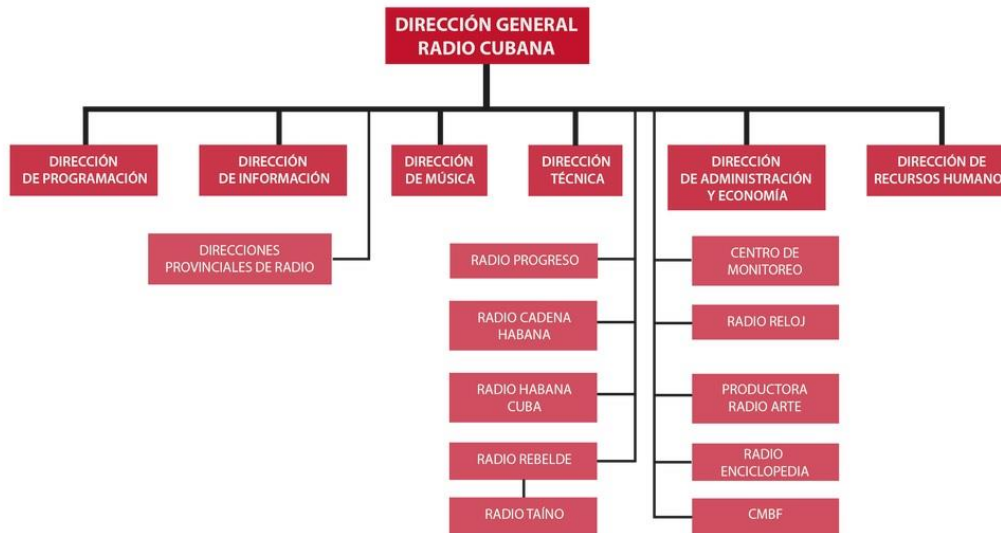 DIRECCIÓN GENERAL
RADIO CUBANA
DIRECCIÓN
DE PROGRAMACIÓN
DIRECCIÓN
DE INFORMACIÓN
DIRECCIÓN
DE MÚSICA
DIRECCIÓN
TÉCNICA
DIRECCIÓN
DE ADMINISTRACIÓN
Y ECONOMÍA
DIRECCIÓN DE
RECURSOS HUMANO
DIRECCIONES
PROVINCIALES DE RADIO
RADIO PROGRESO
RADIO CADENA
HABANA
RADIO HABANA
CUBA
RADIO REBELDE
RADIO TAÍNO
CENTRO DE
MONITOREO
RADIO RELOJ
PRODUCTORA
RADIO ARTE
RADIO
ENCICLOPEDIA
CMBF